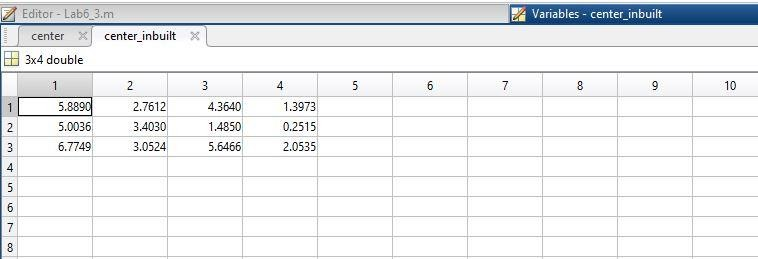 Editor - Lab6_3.m Variables - center_inbuilt
center center_inbuilt
3x4 double
1 2 3 4 5 6 7 8 9 10
1 5.8890 2.7612 4.3640 1.3973
2 5.0036 3.4030 1.4850 0.2515
3 6.7749 3.0524 5.6466 2.0535
4
5
6
7
8